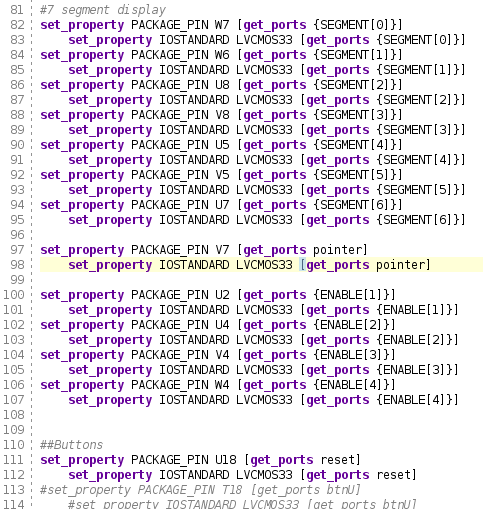 81 #7 segment display
82 set_property PACKAGE_PIN W7 [get_ports {SEGMENT[0]}]
83 set_property IOSTANDARD LVCMOS33 [get_ports {SEGMENT[0]}]
84 set_property PACKAGE_PIN W6 [get_ports {SEGMENT[1]}]
85 set_property IOSTANDARD LVCMOS33 [get_ports {SEGMENT[1]}]
86 set_property PACKAGE_PIN U8 [get_ports {SEGMENT[2]}]
87 set_property IOSTANDARD LVCMOS33 [get_ports {SEGMENT[2]}]
88 set_property PACKAGE_PIN V8 [get_ports {SEGMENT[3]}]
89 set_property IOSTANDARD LVCMOS33 [get_ports {SEGMENT[3]}]
90 set_property PACKAGE_PIN U5 [get_ports {SEGMENT[4]}]
91 set_property IOSTANDARD LVCMOS33 [get_ports {SEGMENT[4]}]
92 set_property PACKAGE_PIN V5 [get_ports {SEGMENT[5]}]
93 set_property IOSTANDARD LVCMOS33 [get_ports {SEGMENT[5]}]
94 set_property PACKAGE_PIN U7 [get_ports {SEGMENT[6]}]
95 set_property IOSTANDARD LVCMOS33 [get_ports {SEGMENT[6]}]
96
97 set_property PACKAGE_PIN V7 [get_ports pointer]
98 set_property IOSTANDARD LVCMOS33 [get_ports pointer]
99
100 set_property PACKAGE_PIN U2 [get_ports {ENABLE[1]}]
101 set_property IOSTANDARD LVCMOS33 [get_ports {ENABLE[1]}]
102 set_property PACKAGE_PIN U4 [get_ports {ENABLE[2]}]
103 set_property IOSTANDARD LVCMOS33 [get_ports {ENABLE[2]}]
104 set_property PACKAGE_PIN V4 [get_ports {ENABLE[3]}]
105 set_property IOSTANDARD LVCMOS33 [get_ports {ENABLE[3]}]
106 set_property PACKAGE_PIN W4 [get_ports {ENABLE[4]}]
107 set_property IOSTANDARD LVCMOS33 [get_ports {ENABLE[4]}]
108
109
110 ##Buttons
111 set_property PACKAGE_PIN U18 [get_ports reset]
112 set_property IOSTANDARD LVCMOS33 [get_ports reset]
113 #set_property PACKAGE_PIN T18 [get_ports btnU]
114 #set_property IOSTANDARD LVCMOS33 [get_ports btnU]